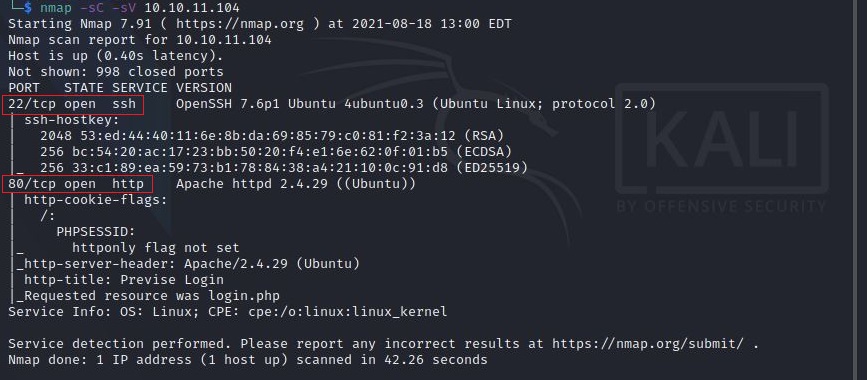 └─$ nmap -sC -sV 10.10.11.104
Starting Nmap 7.91 ( https://nmap.org ) at 2021-08-18 13:00 EDT
Nmap scan report for 10.10.11.104
Host is up (0.40s latency).
Not shown: 998 closed ports
PORT   STATE SERVICE VERSION
22/tcp open  ssh     OpenSSH 7.6p1 Ubuntu 4ubuntu0.3 (Ubuntu Linux; protocol 2.0)
| ssh-hostkey:
|   2048 53:ed:44:40:11:6e:8b:da:69:85:79:c0:81:f2:3a:12 (RSA)
|   256 bc:54:20:ac:17:23:bb:50:20:f4:e1:6e:62:0f:01:b5 (ECDSA)
|_  256 33:c1:89:ea:59:73:b1:78:84:38:a4:21:10:0c:91:d8 (ED25519)
80/tcp open  http    Apache httpd 2.4.29 ((Ubuntu))
| http-cookie-flags:
|   /:
|     PHPSESSID:
|_      httponly flag not set
|_http-server-header: Apache/2.4.29 (Ubuntu)
| http-title: Previse Login
|_Requested resource was login.php
Service Info: OS: Linux; CPE: cpe:/o:linux:linux_kernel
Service detection performed. Please report any incorrect results at https://nmap.org/submit/ .
Nmap done: 1 IP address (1 host up) scanned in 42.26 seconds
KALI
BY OFFENSIVE SECURITY